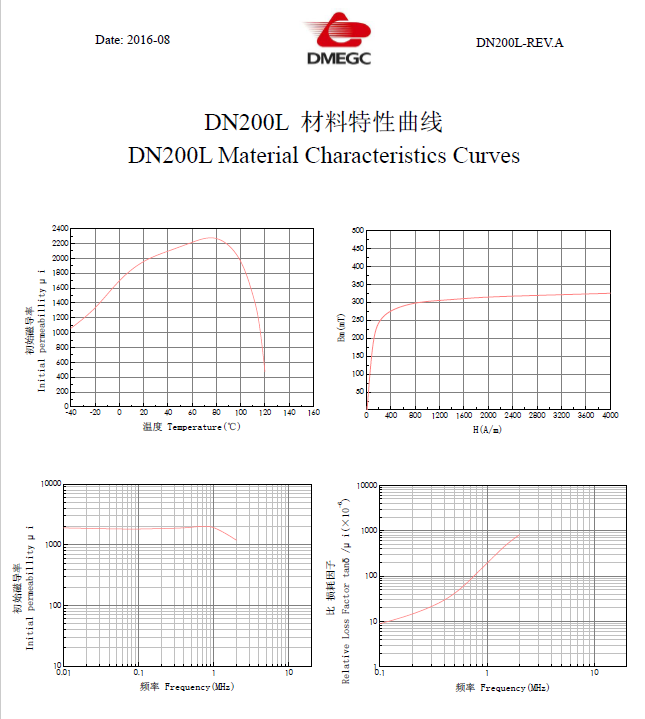 Date: 2016-08
DMEGC
DN200L-REV.A
DN200L 材料特性曲线
DN200L Material Characteristics Curves
初始磁导率
Initial permeabillity μ i
2400
2200
2000
1800
1600
1400
1200
1000
800
600
400
200
0
-40 -20 0 20 40 60 80 100 120 140 160
温度 Temperature(℃)
Bm(mT)
500
450
400
350
300
250
200
150
100
50
0 400 800 1200 1600 2000 2400 2800 3200 3600 4000
H(A/m)
初始磁导率
Initial permeabillity μ i
10000
1000
100
10
0.01 0.1 1 10
频率 Frequency(MHz)
比 损耗因子
Relative Loss Factor tanδ /μ i(×10⁻⁶)
10000
1000
100
10
1
0.1 1 10
频率 Frequency(MHz)